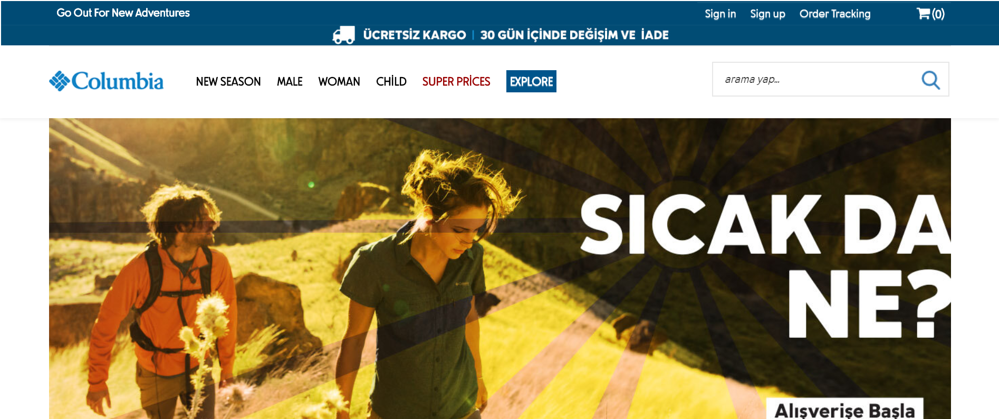 Go Out For New Adventures
Sign in Sign up Order Tracking (0)
ÜCRETSİZ KARGO | 30 GÜN İÇİNDE DEĞİŞİM VE İADE
Columbia
NEW SEASON MALE WOMAN CHİLD SUPER PRİCES EXPLORE
arama yap...
SICAK DA
NE?
Alışverişe Başla